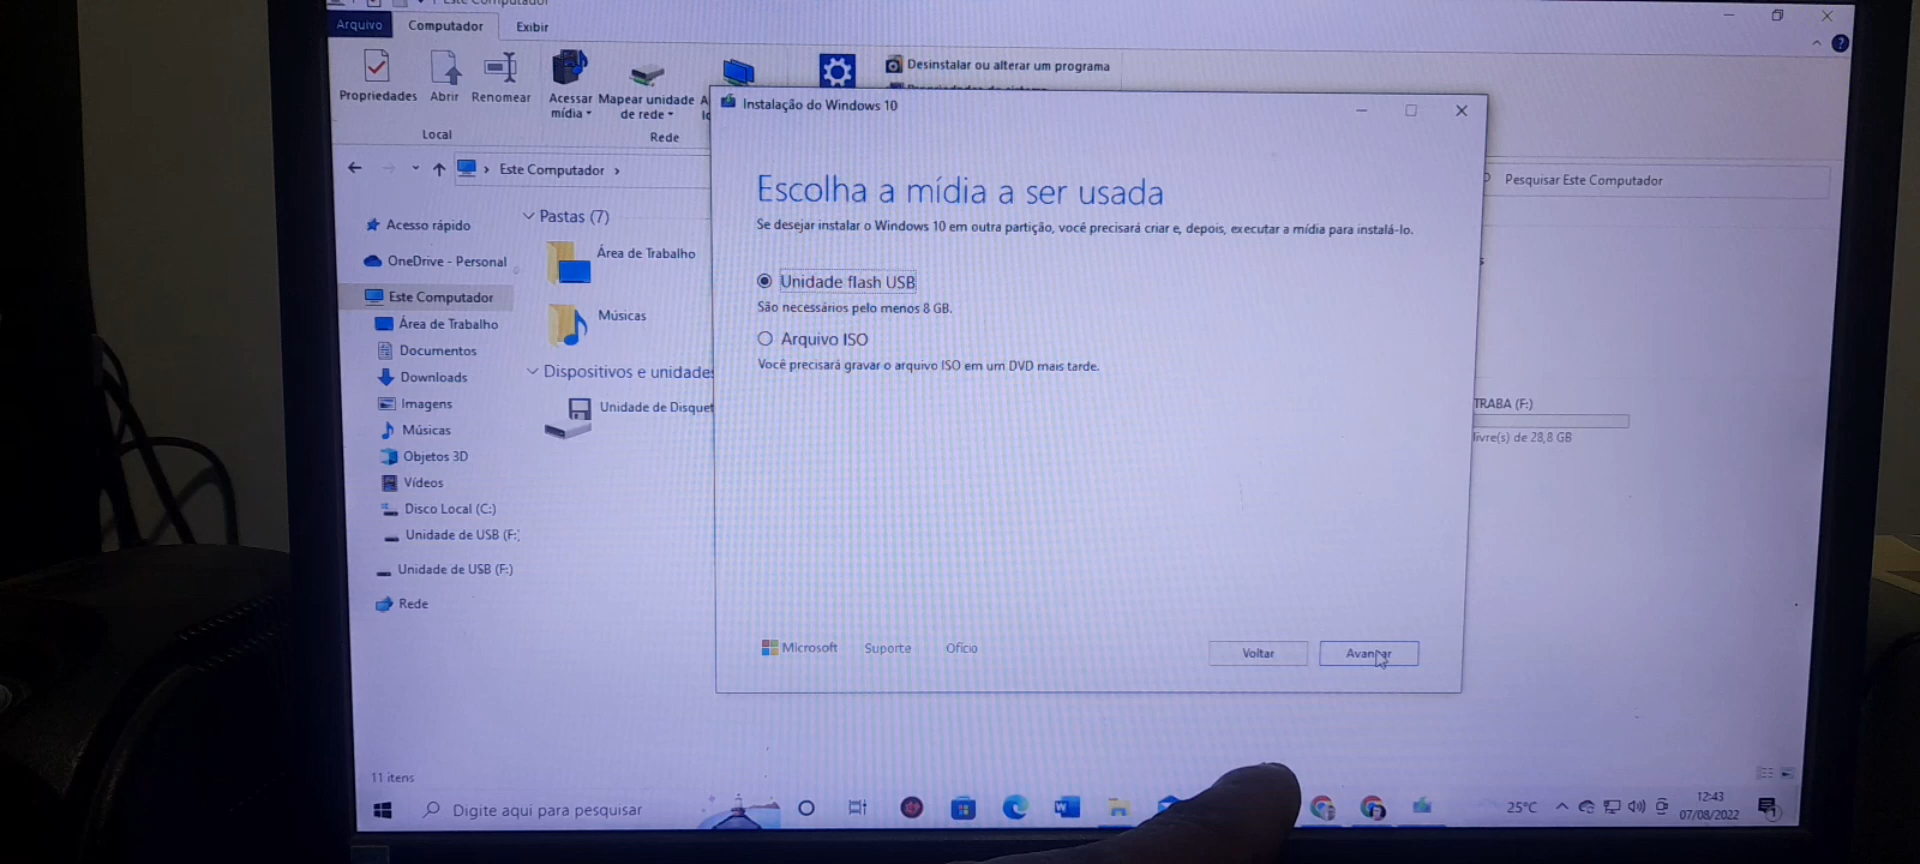 Este Computador
Arquivo
Computador
Exibir
Propriedades
Abrir
Renomear
Acessar mídia
Mapear unidade de rede
Local
Rede
Desinstalar ou alterar um programa
Este Computador
Pesquisar Este Computador
Acesso rápido
OneDrive - Personal
Este Computador
Área de Trabalho
Documentos
Downloads
Imagens
Músicas
Objetos 3D
Vídeos
Disco Local (C:)
Unidade de USB (F:
Unidade de USB (F:)
Rede
Pastas (7)
Área de Trabalho
Músicas
Dispositivos e unidades
Unidade de Disquet
TRABA (F:)
livre(s) de 28,8 GB
Instalação do Windows 10
Escolha a mídia a ser usada
Se desejar instalar o Windows 10 em outra partição, você precisará criar e, depois, executar a mídia para instalá-lo.
Unidade flash USB
São necessários pelo menos 8 GB.
Arquivo ISO
Você precisará gravar o arquivo ISO em um DVD mais tarde.
Microsoft
Suporte
Ofício
Voltar
Avançar
11 itens
Digite aqui para pesquisar
25°C
12:43
07/08/2022